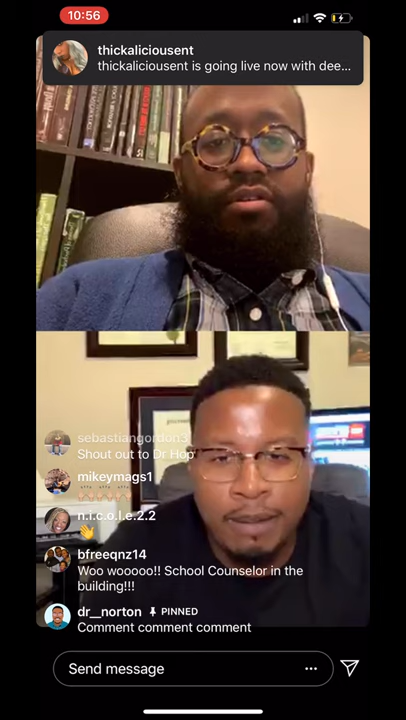 10:56
thickaliciousent
thickaliciousent is going live now with dee...
sebastiangordon3
Shout out to Dr Hop
mikeymags1
n.i.c.o.l.e.2.2
bfreeqnz14
Woo wooooo!! School Counselor in the
building!!!
dr__norton PINNED
Comment comment comment
Send message